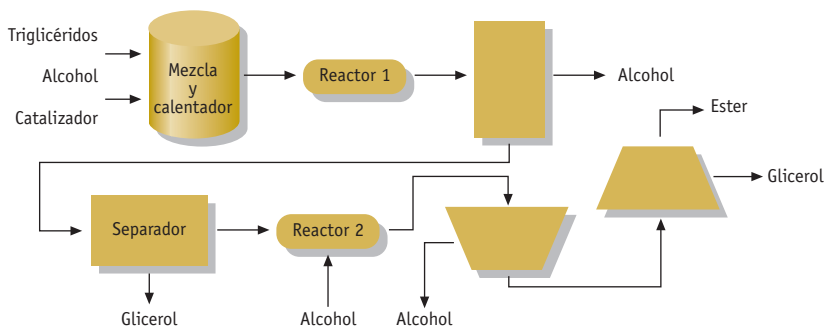 Triglicéridos
Alcohol
Catalizador
Mezcla
y
calentador
Reactor 1
Alcohol
Ester
Glicerol
Separador
Reactor 2
Glicerol
Alcohol
Alcohol